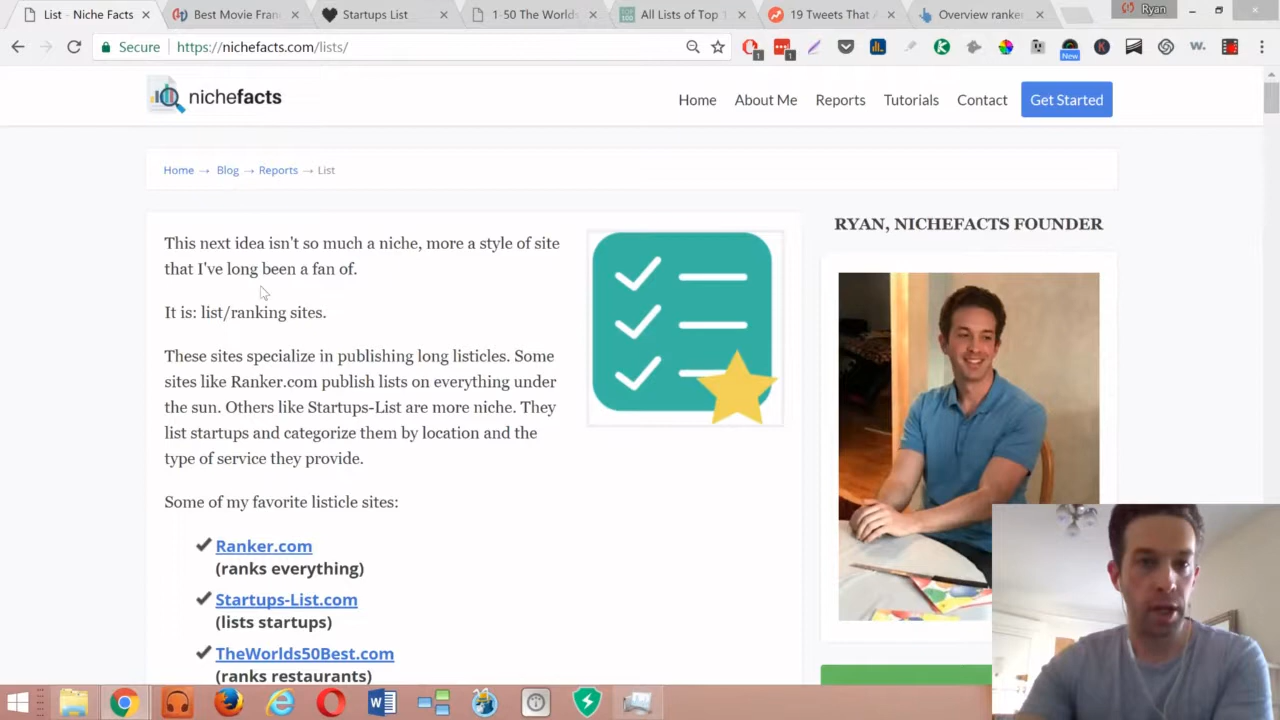 List - Niche Facts
Best Movie Fran
Startups List
1-50 The Worlds
All Lists of Top 1
19 Tweets That A
Overview ranker
Ryan
Secure
https://nichefacts.com/lists/
1
1
New
W.
nichefacts
Home
About Me
Reports
Tutorials
Contact
Get Started
Home → Blog → Reports → List
This next idea isn't so much a niche, more a style of site
that I've long been a fan of.
It is: list/ranking sites.
These sites specialize in publishing long listicles. Some
sites like Ranker.com publish lists on everything under
the sun. Others like Startups-List are more niche. They
list startups and categorize them by location and the
type of service they provide.
Some of my favorite listicle sites:
Ranker.com
(ranks everything)
Startups-List.com
(lists startups)
TheWorlds50Best.com
(ranks restaurants)
RYAN, NICHEFACTS FOUNDER